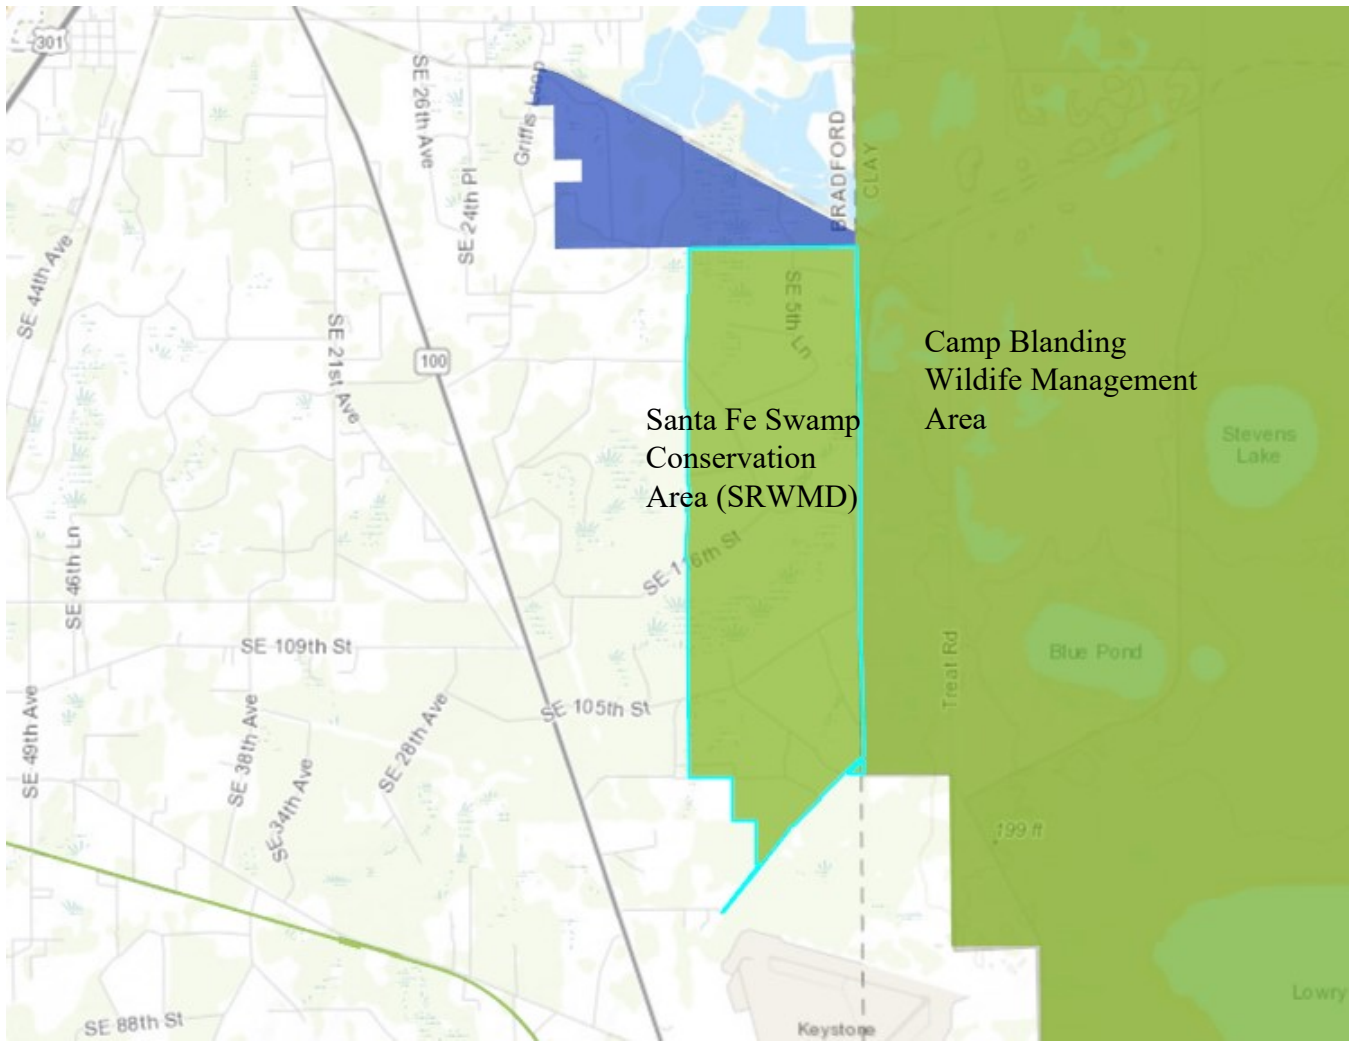 301
SE 26th Ave
Griffis Loop
SE 24th Pl
BRADFORD
CLAY
SE 44th Ave
SE 21st Ave
100
SE 5th Ln
Camp Blanding
Wildife Management
Area
Santa Fe Swamp
Conservation
Area (SRWMD)
Stevens
Lake
SE 46th Ln
SE 116th St
SE 109th St
Blue Pond
Treat Rd
SE 49th Ave
SE 38th Ave
SE 28th Ave
SE 105th St
SE 34th Ave
199 ft
Lowry
SE 88th St
Keystone